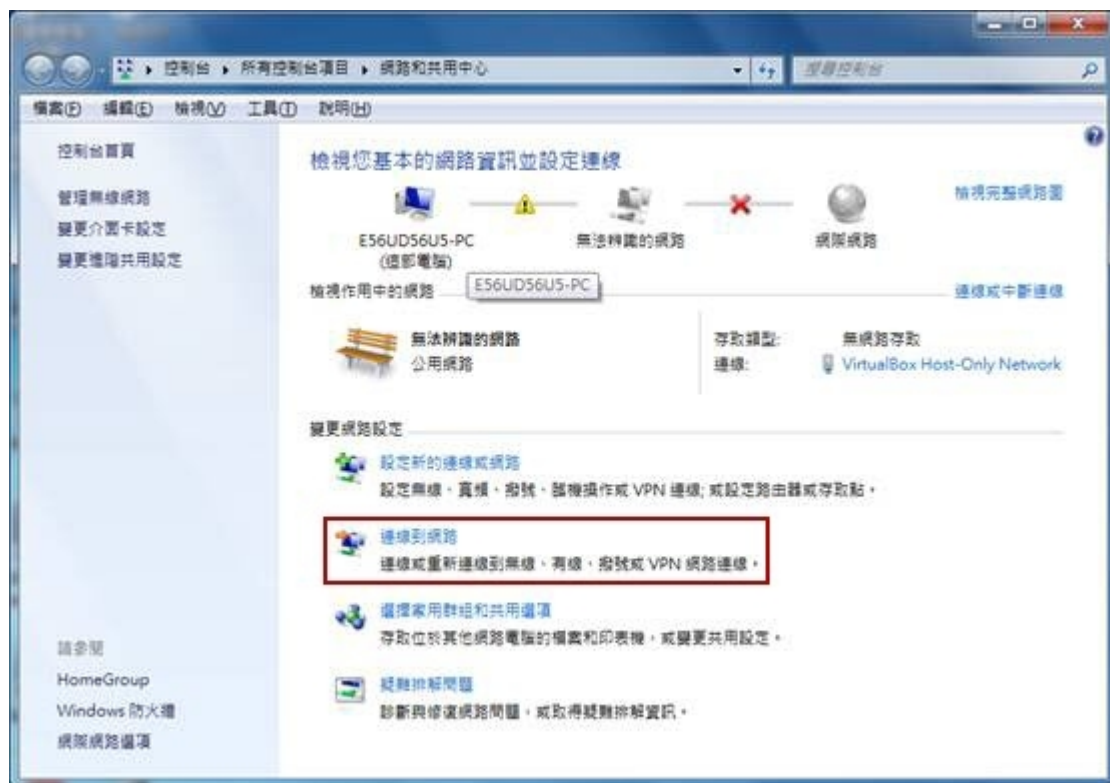 控制台 ▸ 所有控制台項目 ▸ 網路和共用中心
搜尋控制台
檔案(F) 編輯(E) 檢視(V) 工具(T) 說明(H)
控制台首頁
管理無線網路
變更介面卡設定
變更進階共用設定
檢視您基本的網路資訊並設定連線
檢視完整網路圖
E56UD56U5-PC
(這部電腦)
無法辨識的網路
網際網路
E56UD56U5-PC
檢視作用中的網路
連線或中斷連線
無法辨識的網路
公用網路
存取類型: 無網路存取
連線: VirtualBox Host-Only Network
變更網路設定
設定新的連線或網路
設定無線、寬頻、撥號、臨機操作或 VPN 連線; 或設定路由器或存取點。
連線到網路
連線或重新連線到無線、有線、撥號或 VPN 網路連線。
選擇家用群組和共用選項
存取位於其他網路電腦的檔案和印表機，或變更共用設定。
疑難排解問題
診斷與修復網路問題，或取得疑難排解資訊。
請參閱
HomeGroup
Windows 防火牆
網際網路選項